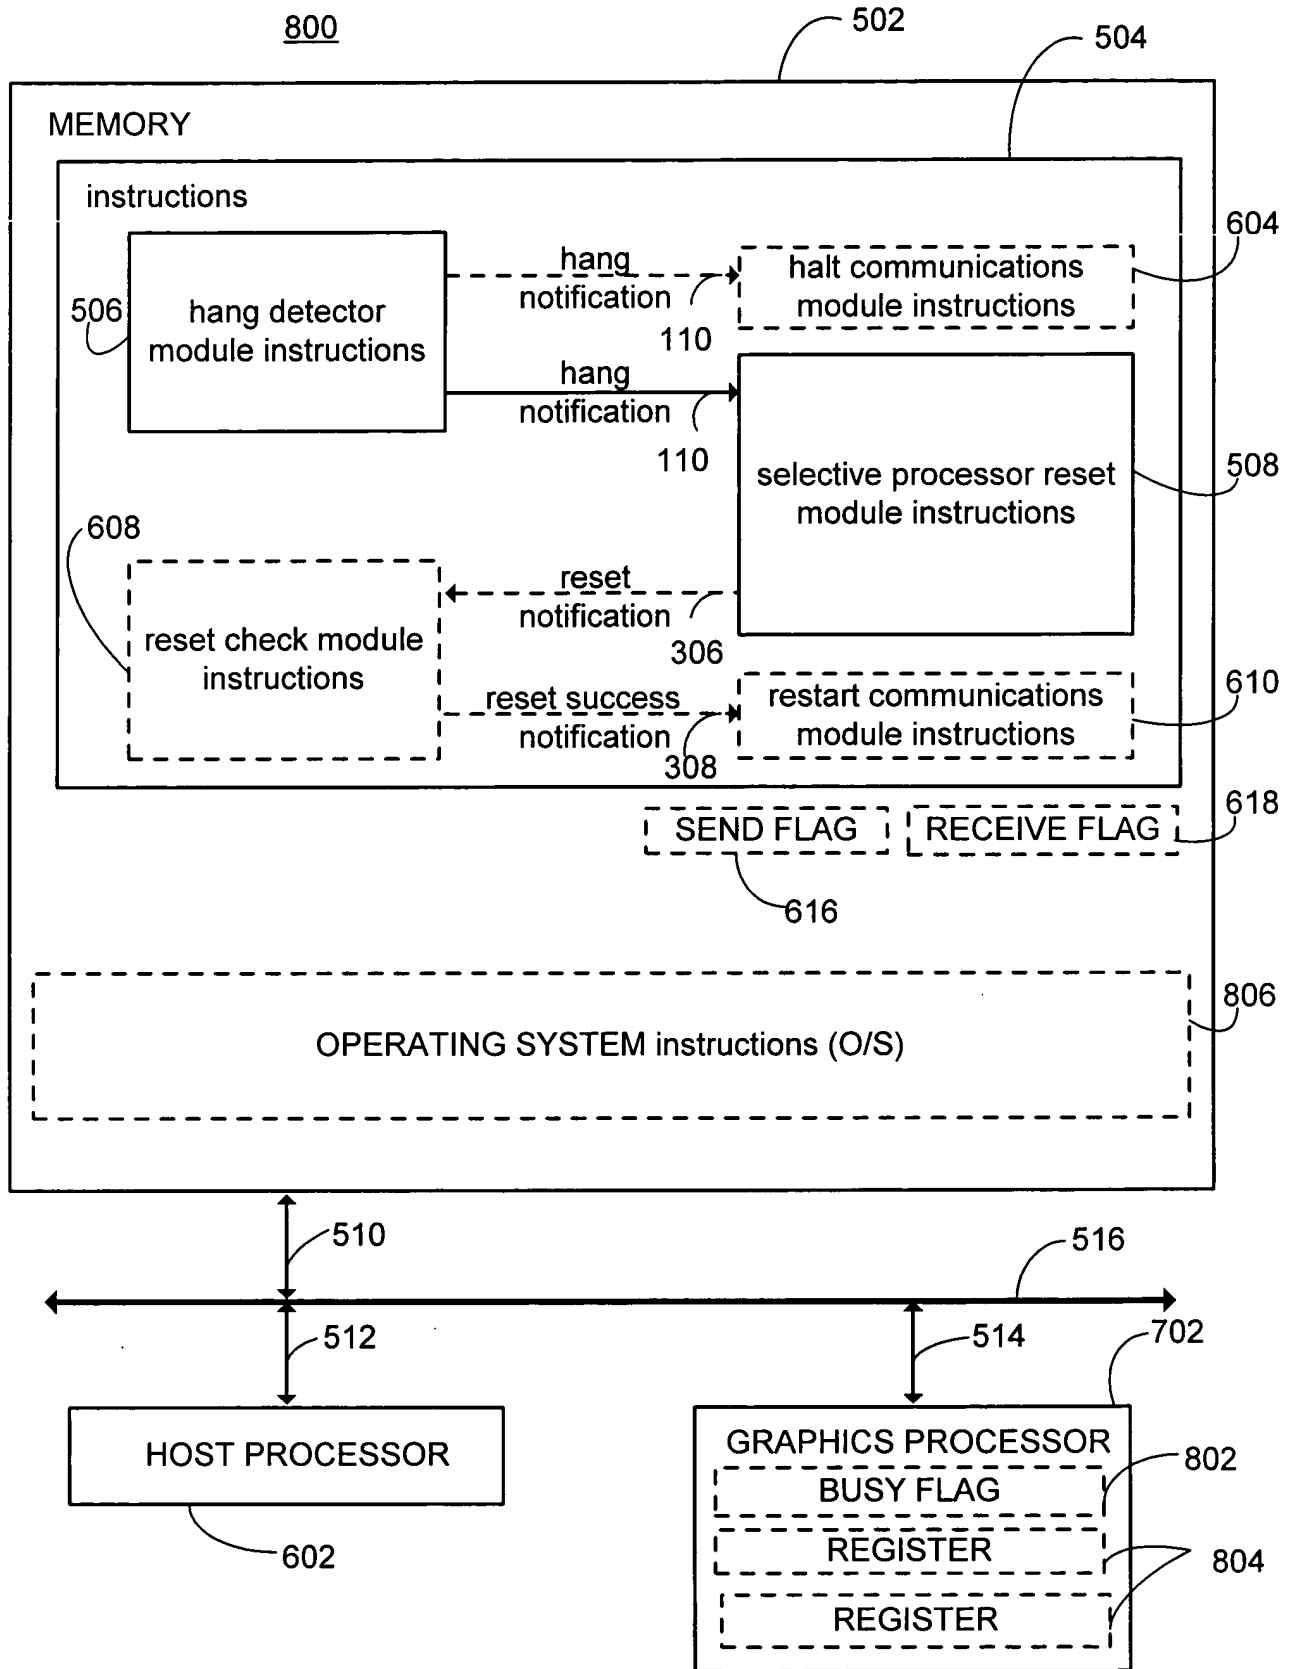 800
502
504
MEMORY
instructions
604
hang
notification
110
halt communications
module instructions
506
hang detector
module instructions
hang
notification
110
508
selective processor reset
module instructions
608
reset
notification
306
reset check module
instructions
reset success
notification
308
restart communications
module instructions
610
SEND FLAG
RECEIVE FLAG
618
616
806
OPERATING SYSTEM instructions (O/S)
510
516
512
514
702
HOST PROCESSOR
602
GRAPHICS PROCESSOR
BUSY FLAG
802
REGISTER
804
REGISTER